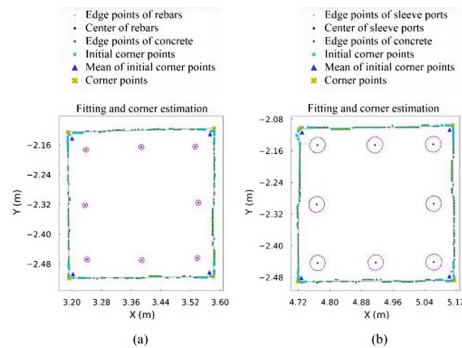 Edge points of rebars
Center of rebars
Edge points of concrete
Initial corner points
Mean of initial corner points
Corner points
Fitting and corner estimation
−2.16
−2.24
−2.32
−2.40
−2.48
Y (m)
3.20 3.28 3.36 3.44 3.52 3.60
X (m)
(a)
Edge points of sleeve ports
Center of sleeve ports
Edge points of concrete
Initial corner points
Mean of initial corner points
Corner points
Fitting and corner estimation
−2.08
−2.16
−2.24
−2.32
−2.40
−2.48
Y (m)
4.72 4.80 4.88 4.96 5.04 5.12
X (m)
(b)